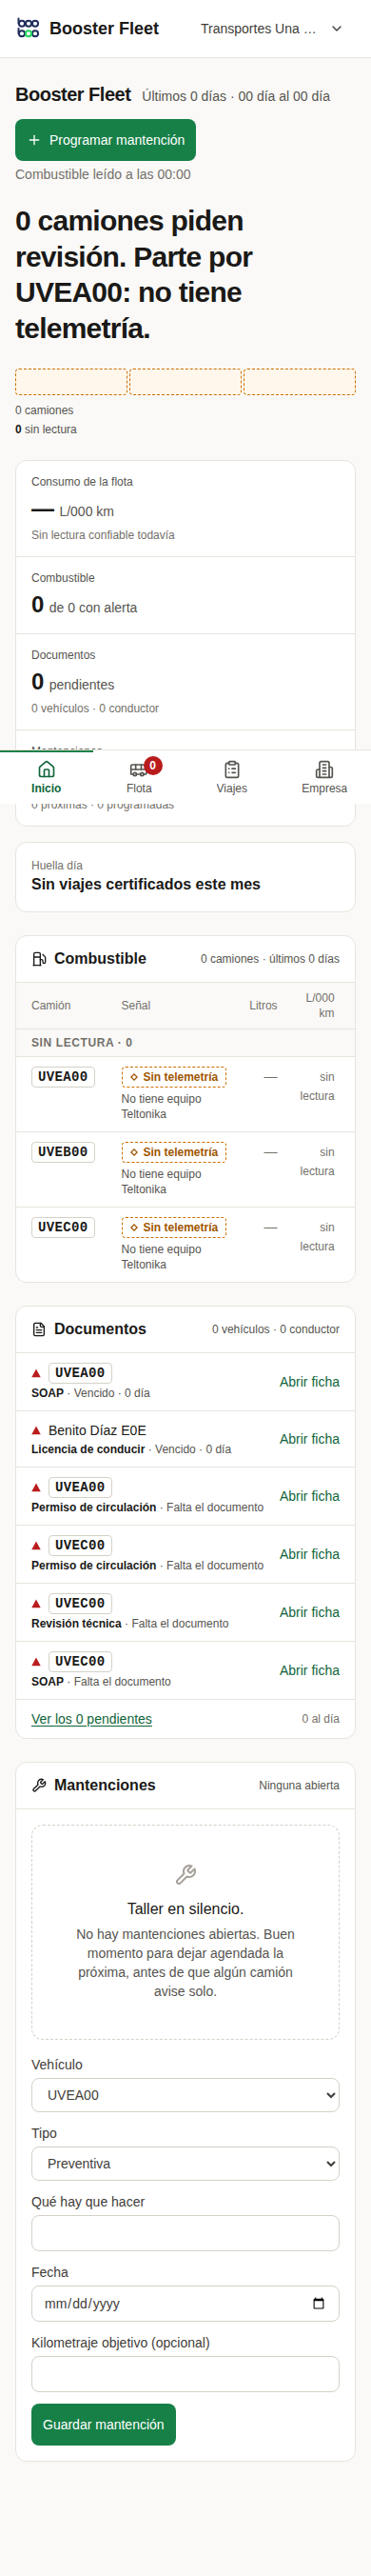 Booster Fleet
Transportes Una …
Booster Fleet Últimos 0 días · 00 día al 00 día
Programar mantención
Combustible leído a las 00:00
0 camiones piden
revisión. Parte por
UVEA00: no tiene
telemetría.
0 camiones
0 sin lectura
Consumo de la flota
— L/000 km
Sin lectura confiable todavía
Combustible
0 de 0 con alerta
Documentos
0 pendientes
0 vehículos · 0 conductor
0
Inicio
Flota
Viajes
Empresa
0 próximas · 0 programadas
Huella día
Sin viajes certificados este mes
Combustible
0 camiones · últimos 0 días
Camión
Señal
Litros
L/000
km
SIN LECTURA · 0
UVEA00
Sin telemetría
—
sin
lectura
No tiene equipo
Teltonika
UVEB00
Sin telemetría
—
sin
lectura
No tiene equipo
Teltonika
UVEC00
Sin telemetría
—
sin
lectura
No tiene equipo
Teltonika
Documentos
0 vehículos · 0 conductor
UVEA00
SOAP · Vencido · 0 día
Abrir ficha
Benito Díaz E0E
Licencia de conducir · Vencido · 0 día
Abrir ficha
UVEA00
Permiso de circulación · Falta el documento
Abrir ficha
UVEC00
Permiso de circulación · Falta el documento
Abrir ficha
UVEC00
Revisión técnica · Falta el documento
Abrir ficha
UVEC00
SOAP · Falta el documento
Abrir ficha
Ver los 0 pendientes
0 al día
Mantenciones
Ninguna abierta
Taller en silencio.
No hay mantenciones abiertas. Buen
momento para dejar agendada la
próxima, antes de que algún camión
avise solo.
Vehículo
UVEA00
Tipo
Preventiva
Qué hay que hacer
Fecha
mm/dd/yyyy
Kilometraje objetivo (opcional)
Guardar mantención